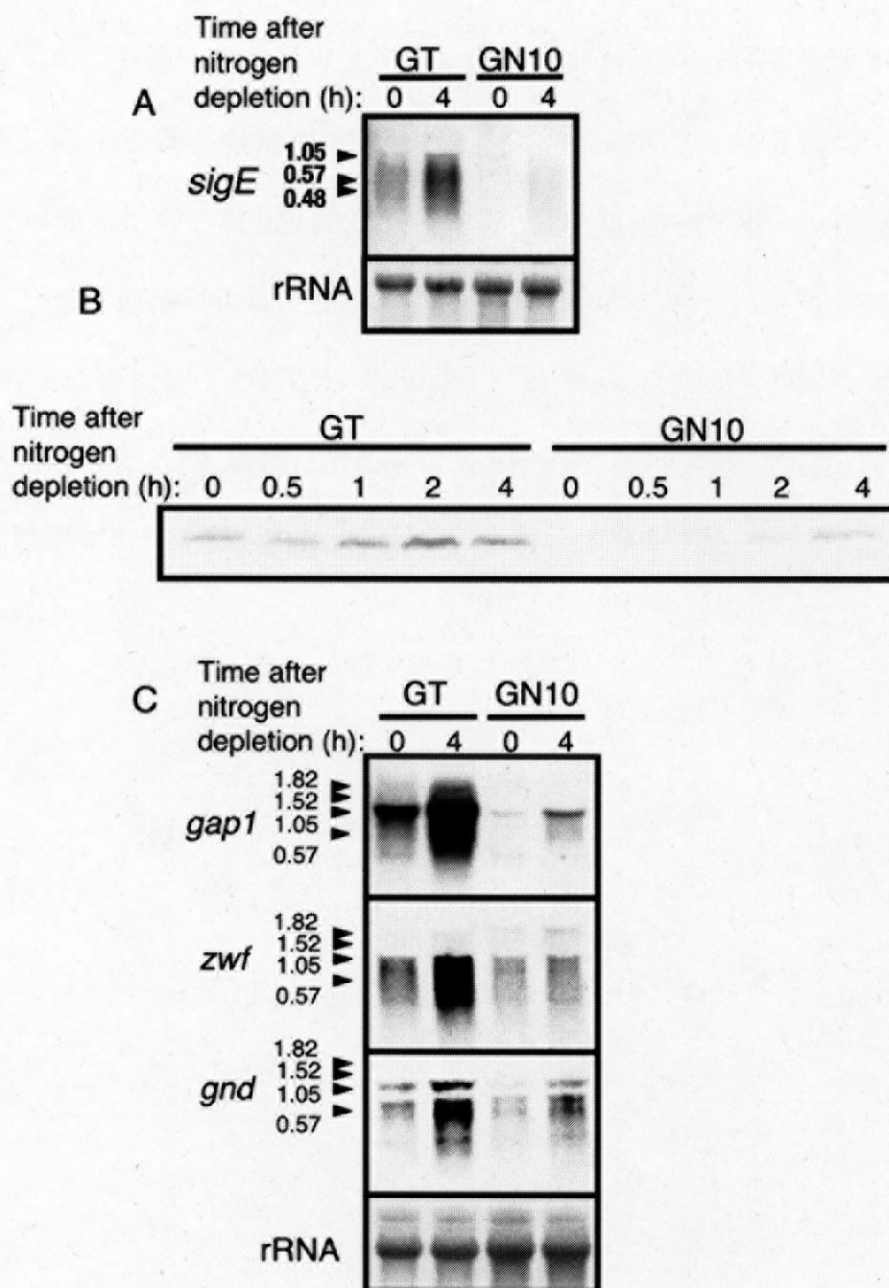 Time after
nitrogen
depletion (h):
GT GN10
0 4 0 4
A
sigE
1.05
0.57
0.48
rRNA
B
Time after
nitrogen
depletion (h):
GT GN10
0 0.5 1 2 4 0 0.5 1 2 4
C
Time after
nitrogen
depletion (h):
GT GN10
0 4 0 4
gap1
1.82
1.52
1.05
0.57
zwf
1.82
1.52
1.05
0.57
gnd
1.82
1.52
1.05
0.57
rRNA